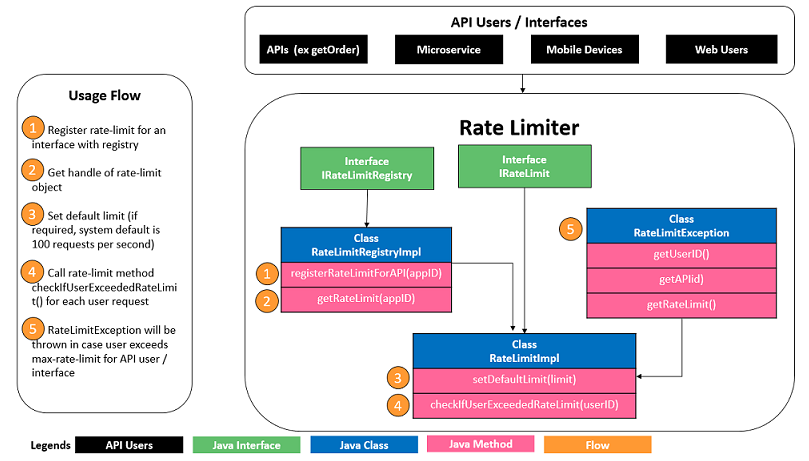 API Users / Interfaces
APIs (ex getOrder)
Microservice
Mobile Devices
Web Users
Usage Flow
1 Register rate-limit for an
interface with registry
2 Get handle of rate-limit
object
3 Set default limit (if
required, system default is
100 requests per second)
4 Call rate-limit method
checkIfUserExceededRateLimi
t() for each user request
5 RateLimitException will be
thrown in case user exceeds
max-rate-limit for API user /
interface
Rate Limiter
Interface
IRateLimitRegistry
Interface
IRateLimit
Class
RateLimitRegistryImpl
1 registerRateLimitForAPI(appID)
2 getRateLimit(appID)
5 Class
RateLimitException
getUserID()
getAPIid)
getRateLimit()
Class
RateLimitImpl
3 setDefaultLimit(limit)
4 checkIfUserExceededRateLimit(userID)
Legends
API Users
Java Interface
Java Class
Java Method
Flow